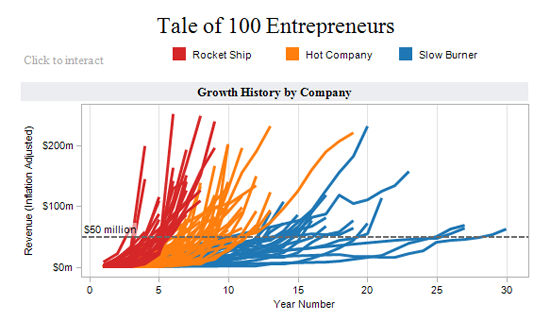 Tale of 100 Entrepreneurs
Click to interact
Rocket Ship
Hot Company
Slow Burner
Growth History by Company
Revenue (Inflation Adjusted)
$200m
$100m
$50 million
$0m
0 5 10 15 20 25 30
Year Number